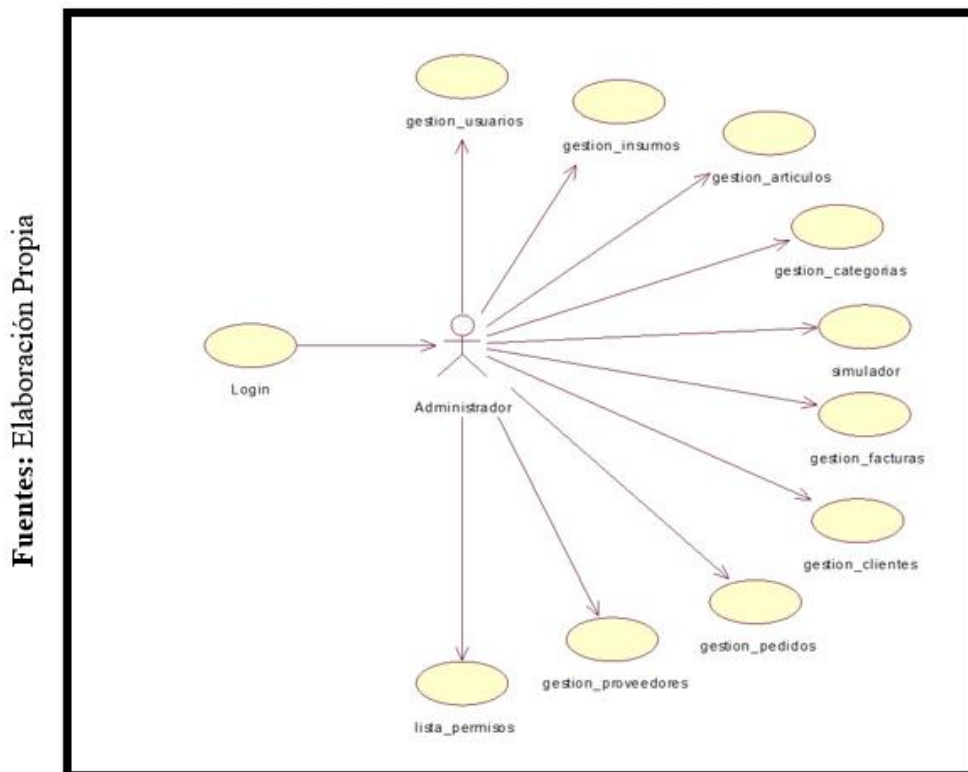 Fuentes: Elaboración Propia
gestion_usuarios
gestion_insumos
gestion_articulos
gestion_categorias
simulador
gestion_facturas
gestion_clientes
gestion_pedidos
gestion_proveedores
lista_permisos
Login
Administrador